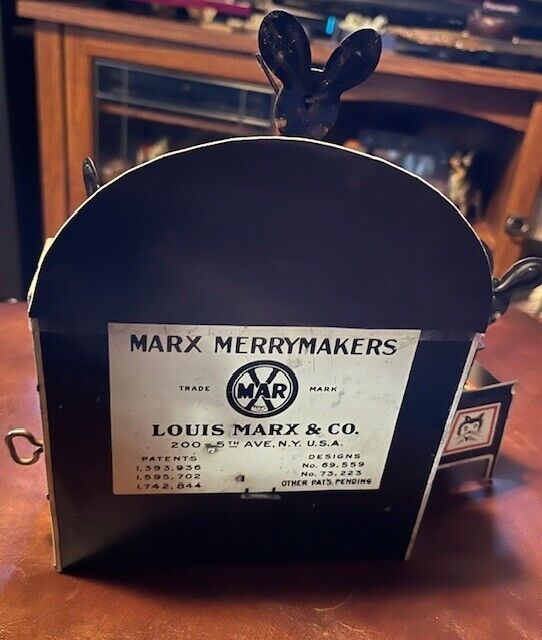 MARX MERRYMAKERS
TRADE MAR MARK
LOUIS MARX & CO.
200-5TH AVE, N.Y. U.S.A.
PATENTS
1,393,936
1,595,702
1,742,844
DESIGNS
No. 69,559
No. 73,223
OTHER PAT'S. PENDING